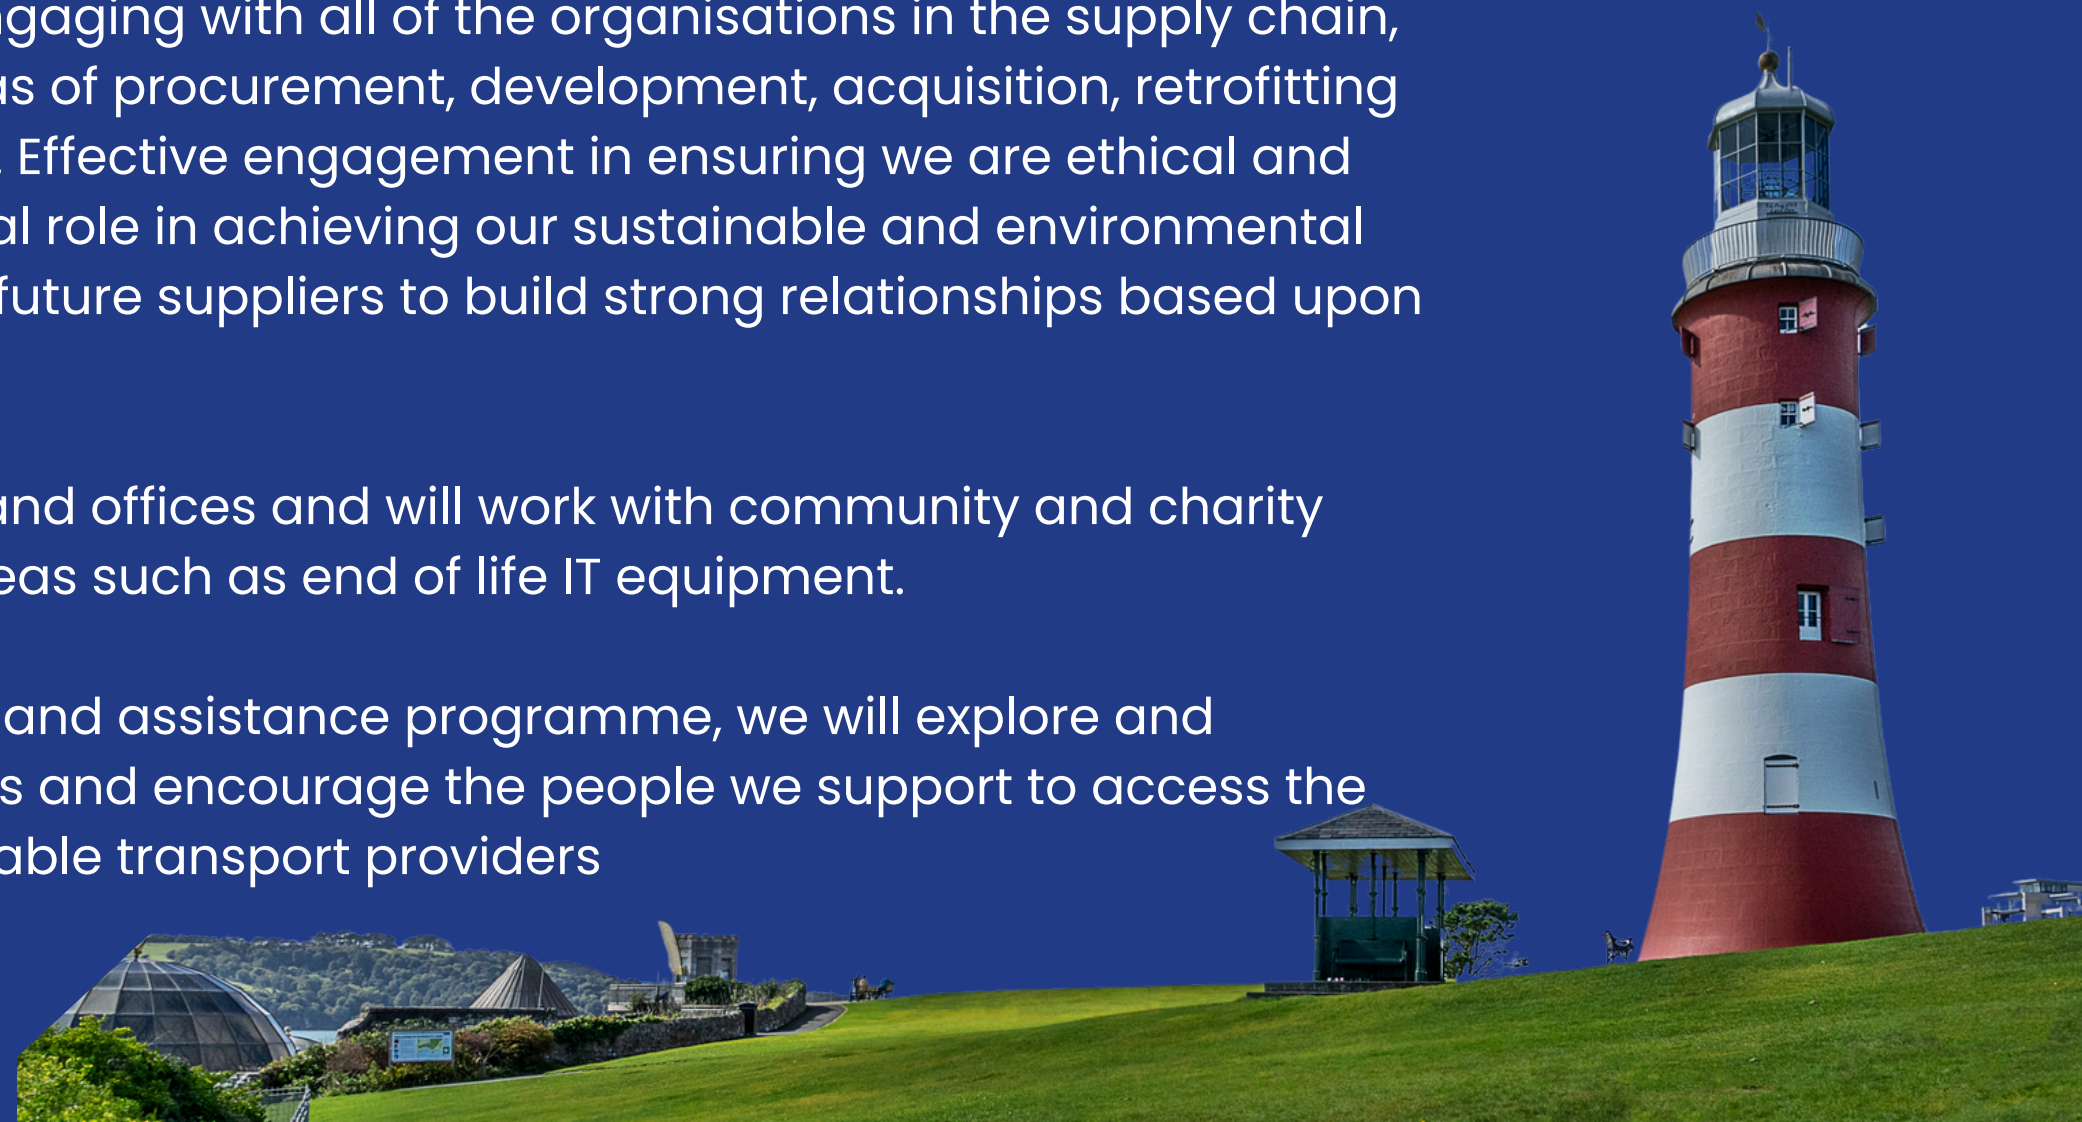 ngaging with all of the organisations in the supply chain,
as of procurement, development, acquisition, retrofitting
. Effective engagement in ensuring we are ethical and
al role in achieving our sustainable and environmental
future suppliers to build strong relationships based upon
and offices and will work with community and charity
eas such as end of life IT equipment.
and assistance programme, we will explore and
s and encourage the people we support to access the
able transport providers